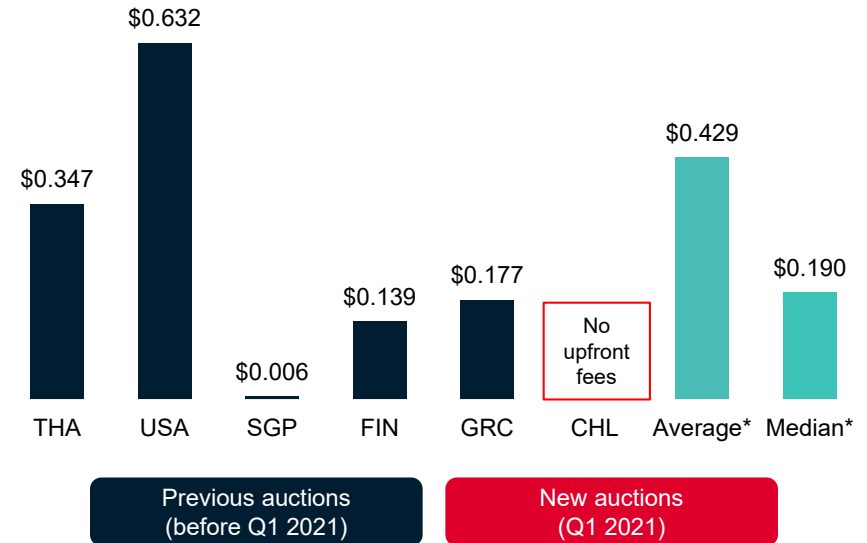 $0.347
$0.632
$0.006
$0.139
$0.177
No
upfront
fees
$0.429
$0.190
THA
USA
SGP
FIN
GRC
CHL
Average*
Median*
Previous auctions
(before Q1 2021)
New auctions
(Q1 2021)